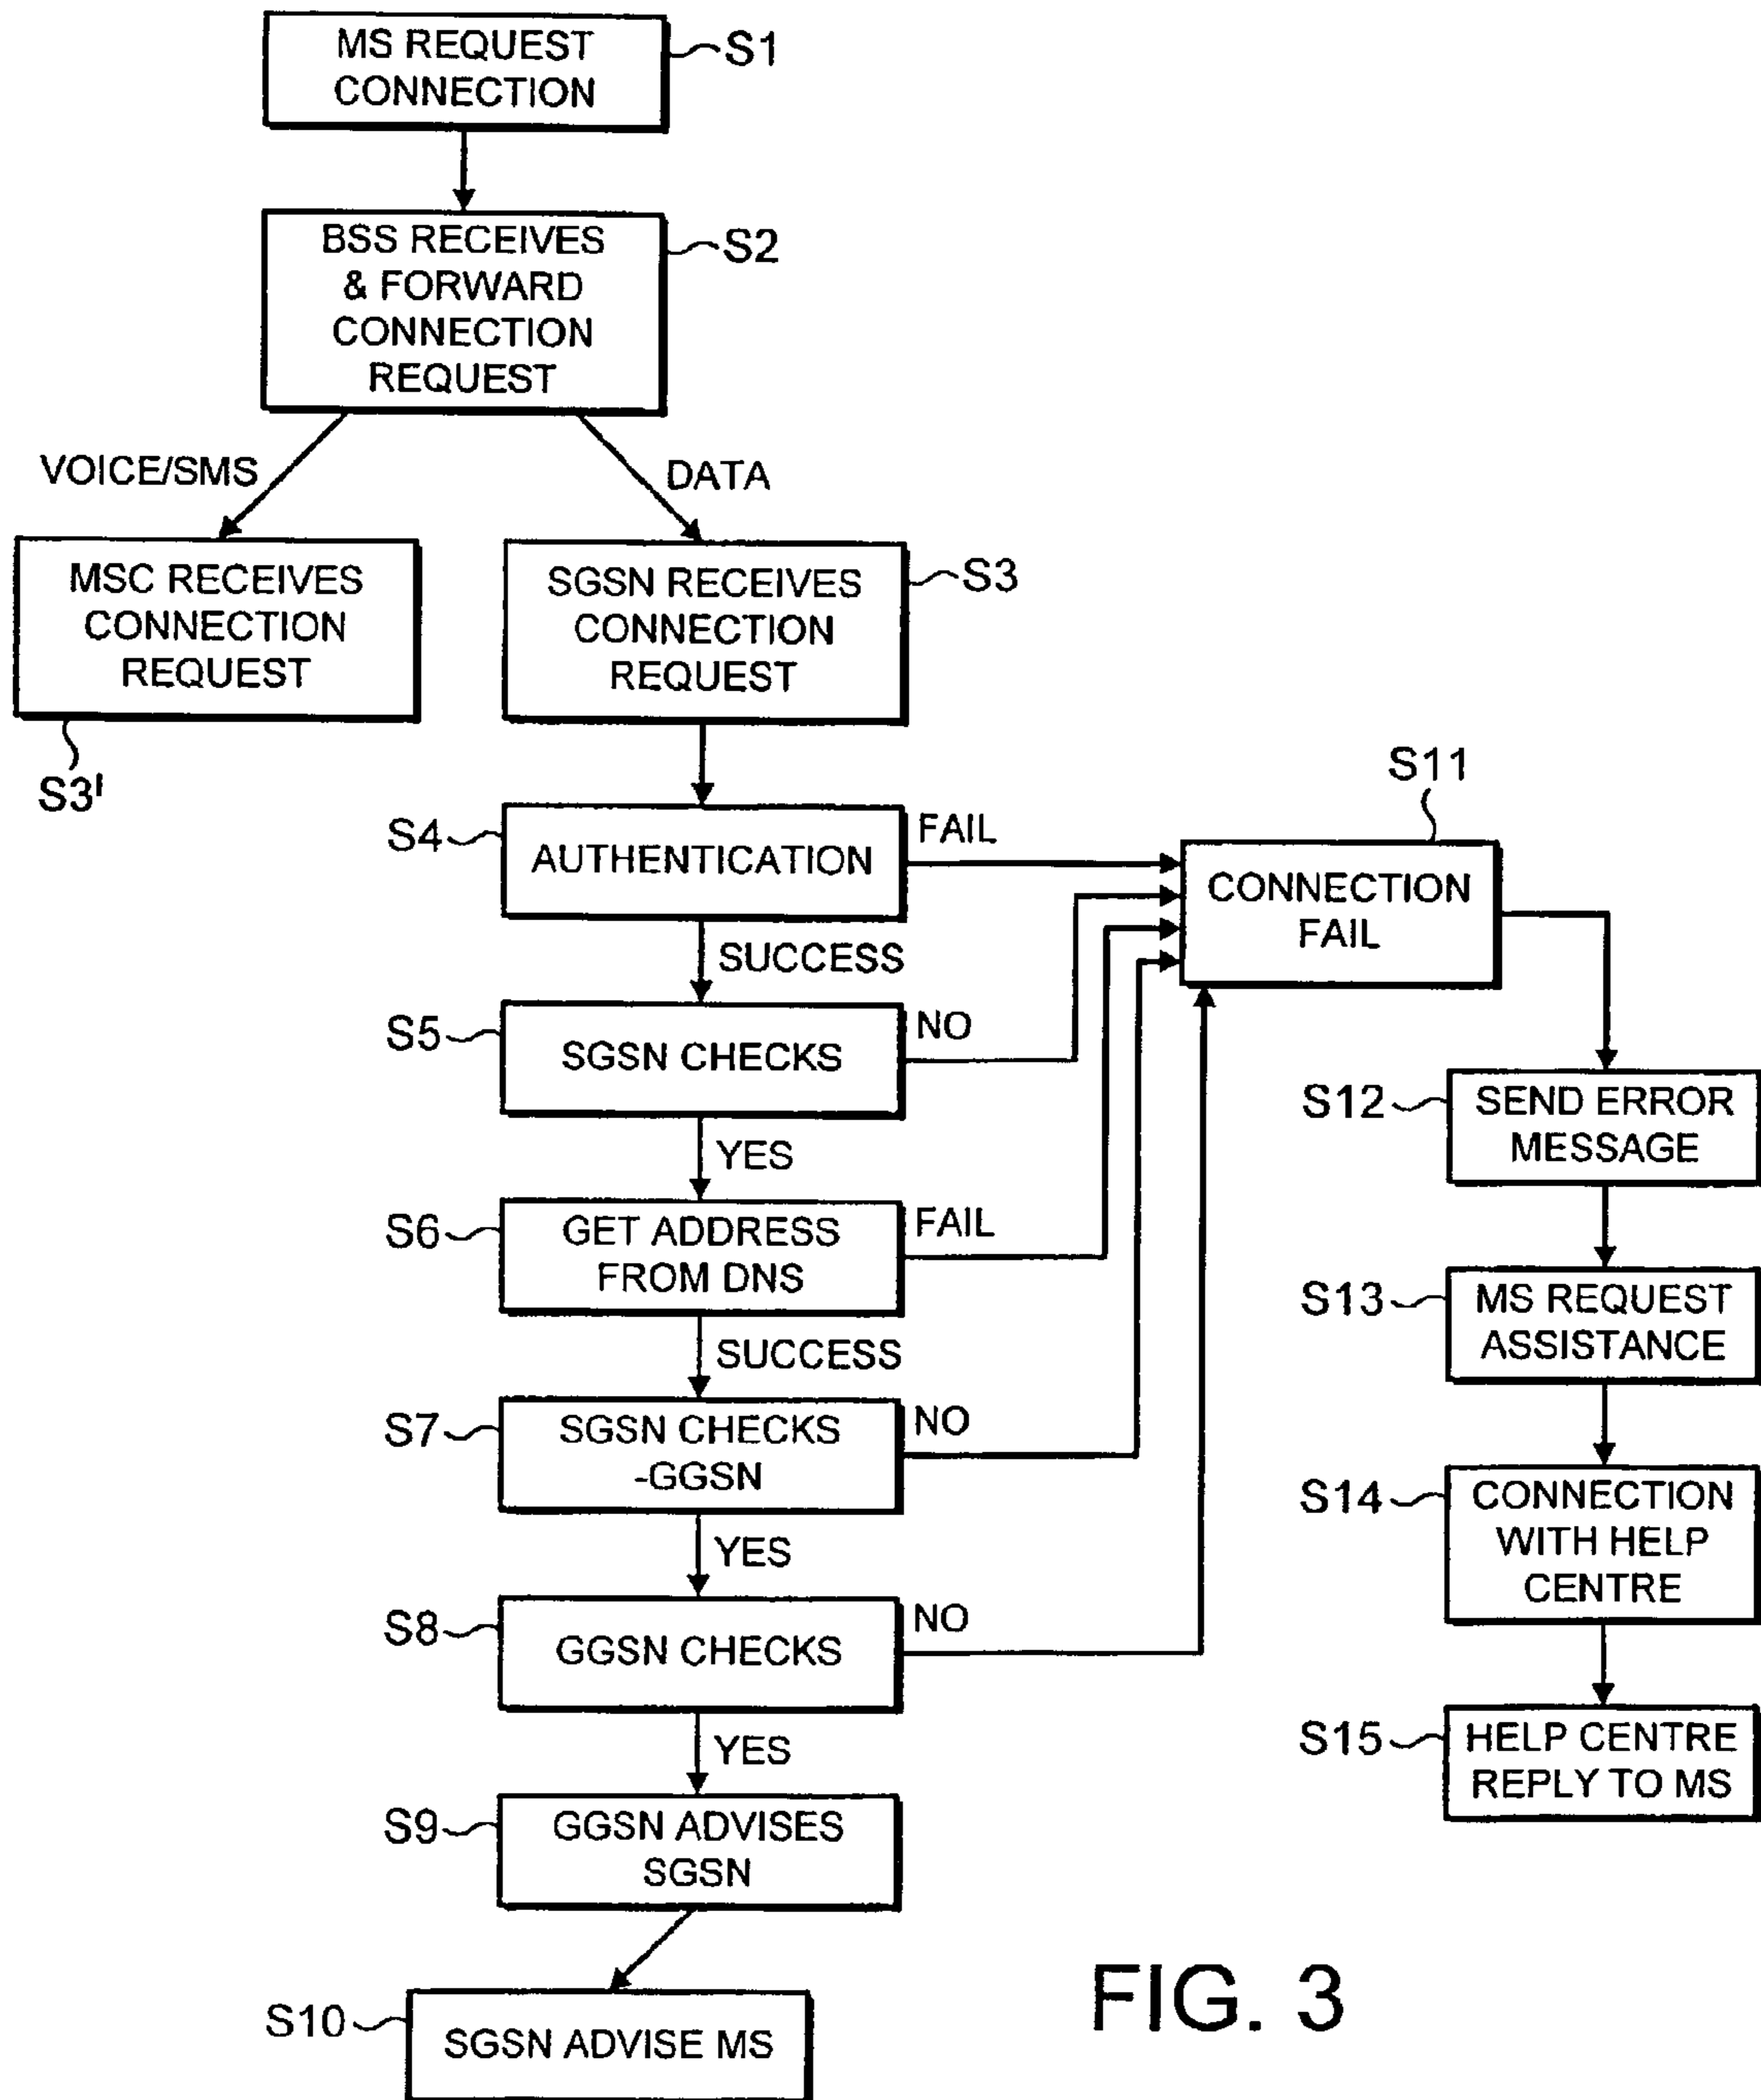 MS REQUEST
CONNECTION
S1
BSS RECEIVES
& FORWARD
CONNECTION
REQUEST
S2
VOICE/SMS
DATA
MSC RECEIVES
CONNECTION
REQUEST
S3'
SGSN RECEIVES
CONNECTION
REQUEST
S3
S4
AUTHENTICATION
FAIL
SUCCESS
S5
SGSN CHECKS
NO
YES
S6
GET ADDRESS
FROM DNS
FAIL
SUCCESS
S7
SGSN CHECKS
-GGSN
NO
YES
S8
GGSN CHECKS
NO
YES
S9
GGSN ADVISES
SGSN
S10
SGSN ADVISE MS
S11
CONNECTION
FAIL
S12
SEND ERROR
MESSAGE
S13
MS REQUEST
ASSISTANCE
S14
CONNECTION
WITH HELP
CENTRE
S15
HELP CENTRE
REPLY TO MS
FIG. 3